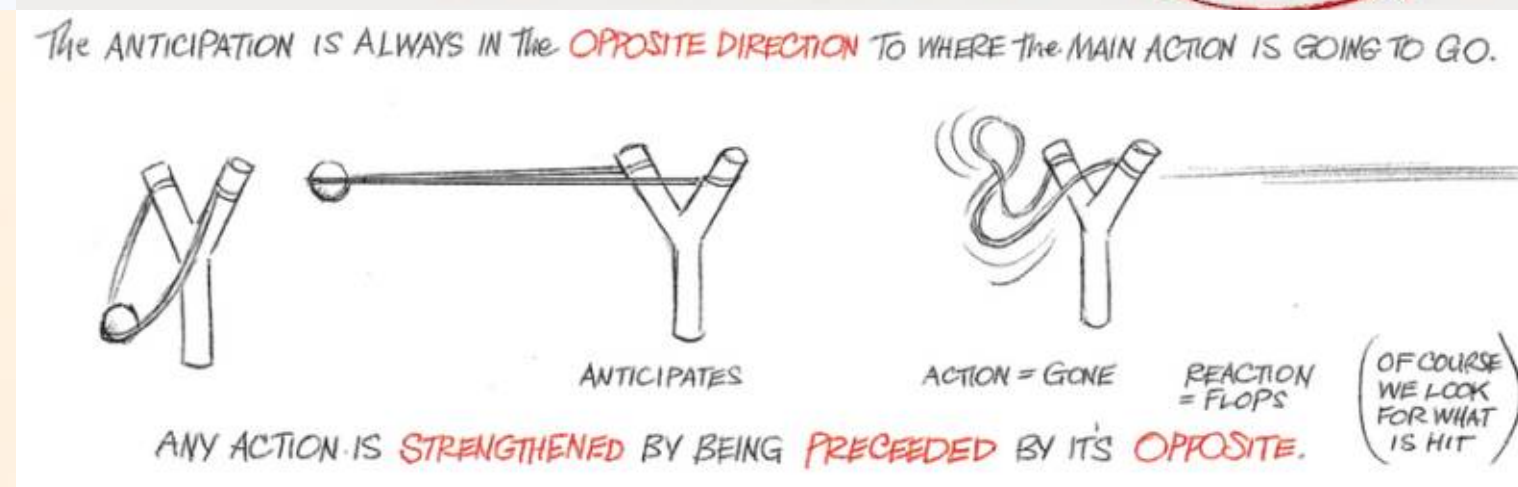 The ANTICIPATION IS ALWAYS IN The OPPOSITE DIRECTION TO WHERE the MAIN ACTION IS GOING TO GO.
ANTICIPATES
ACTION = GONE
REACTION
= FLOPS
(OF COURSE
WE LOOK
FOR WHAT
IS HIT)
ANY ACTION IS STRENGTHENED BY BEING PRECEEDED BY IT'S OPPOSITE.